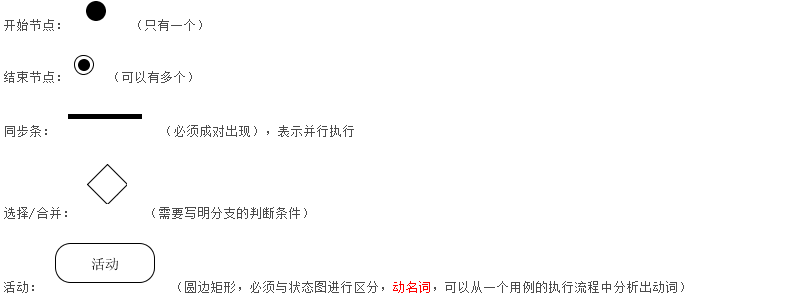 开始节点： （只有一个）
结束节点： （可以有多个）
同步条： （必须成对出现），表示并行执行
选择/合并： （需要写明分支的判断条件）
活动
活动： （圆边矩形，必须与状态图进行区分，动名词，可以从一个用例的执行流程中分析出动词）